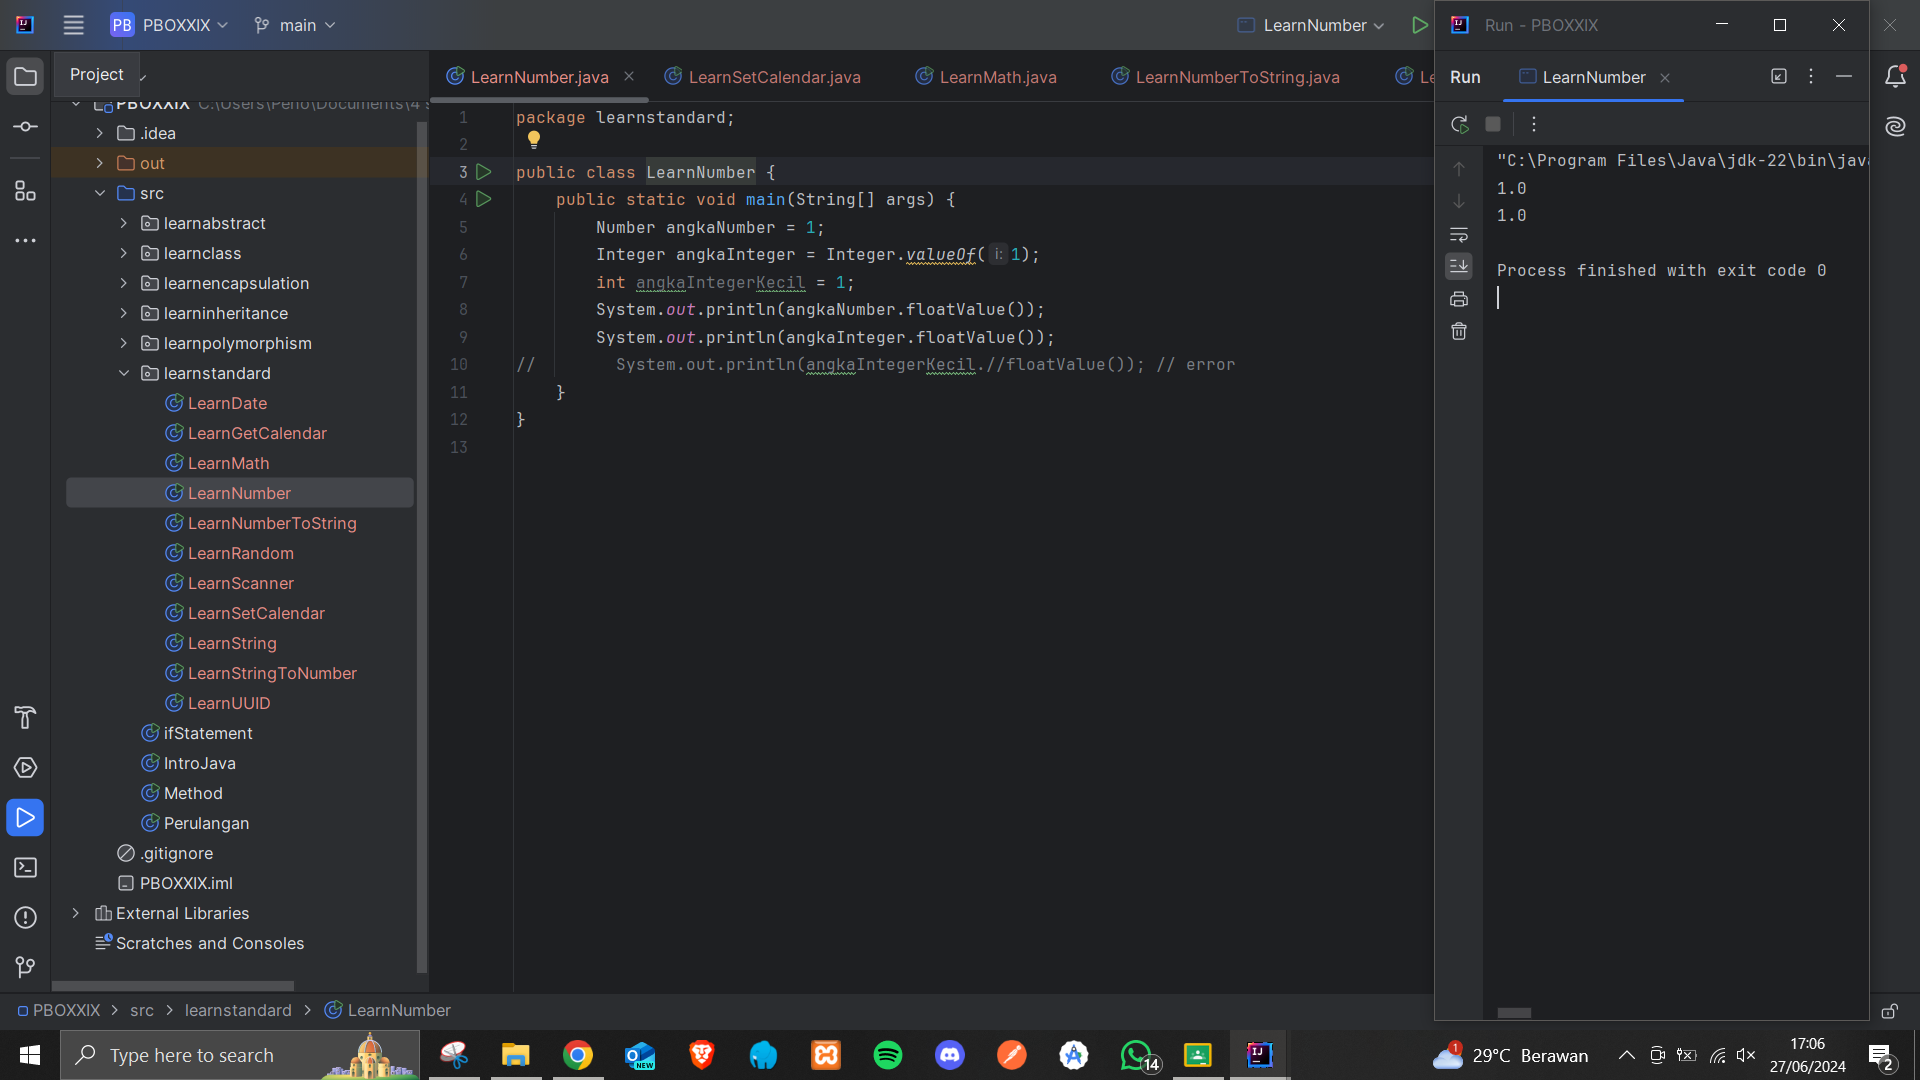 PB PBOXXIX main LearnNumber
Run - PBOXXIX
Project
LearnNumber.java LearnSetCalendar.java LearnMath.java LearnNumberToString.java
Run LearnNumber
PBOXXIX C:\Users\Peno\Documents\4 s
.idea
out
src
learnabstract
learnclass
learnencapsulation
learninheritance
learnpolymorphism
learnstandard
LearnDate
LearnGetCalendar
LearnMath
LearnNumber
LearnNumberToString
LearnRandom
LearnScanner
LearnSetCalendar
LearnString
LearnStringToNumber
LearnUUID
ifStatement
IntroJava
Method
Perulangan
.gitignore
PBOXXIX.iml
External Libraries
Scratches and Consoles
1 package learnstandard;
2
3 public class LearnNumber {
4 public static void main(String[] args) {
5 Number angkaNumber = 1;
6 Integer angkaInteger = Integer.valueOf( i: 1);
7 int angkaIntegerKecil = 1;
8 System.out.println(angkaNumber.floatValue());
9 System.out.println(angkaInteger.floatValue());
10 // System.out.println(angkaIntegerKecil.//floatValue()); // error
11 }
12 }
13
"C:\Program Files\Java\jdk-22\bin\java
1.0
1.0
Process finished with exit code 0
PBOXXIX > src > learnstandard > LearnNumber
Type here to search
NEW
14
1
29°C Berawan
17:06
27/06/2024
2